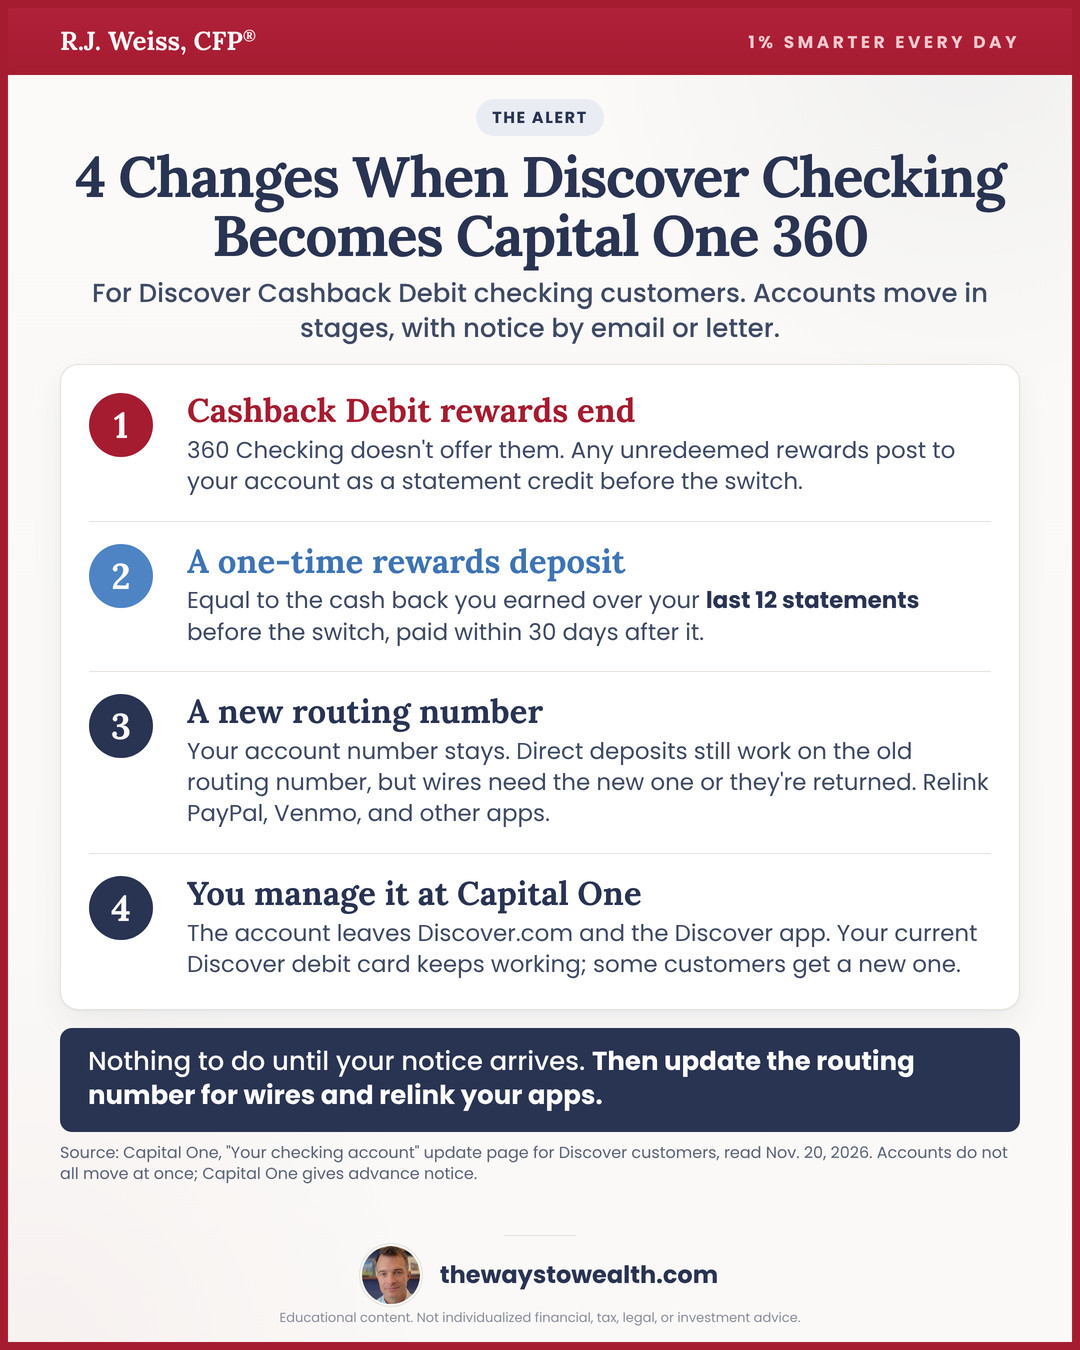 R.J. Weiss, CFP®
1% SMARTER EVERY DAY
THE ALERT
4 Changes When Discover Checking
Becomes Capital One 360
For Discover Cashback Debit checking customers. Accounts move in
stages, with notice by email or letter.
1
Cashback Debit rewards end
360 Checking doesn't offer them. Any unredeemed rewards post to
your account as a statement credit before the switch.
2
A one-time rewards deposit
Equal to the cash back you earned over your last 12 statements
before the switch, paid within 30 days after it.
3
A new routing number
Your account number stays. Direct deposits still work on the old
routing number, but wires need the new one or they're returned. Relink
PayPal, Venmo, and other apps.
4
You manage it at Capital One
The account leaves Discover.com and the Discover app. Your current
Discover debit card keeps working; some customers get a new one.
Nothing to do until your notice arrives. Then update the routing
number for wires and relink your apps.
Source: Capital One, "Your checking account" update page for Discover customers, read Nov. 20, 2026. Accounts do not
all move at once; Capital One gives advance notice.
thewaystowealth.com
Educational content. Not individualized financial, tax, legal, or investment advice.